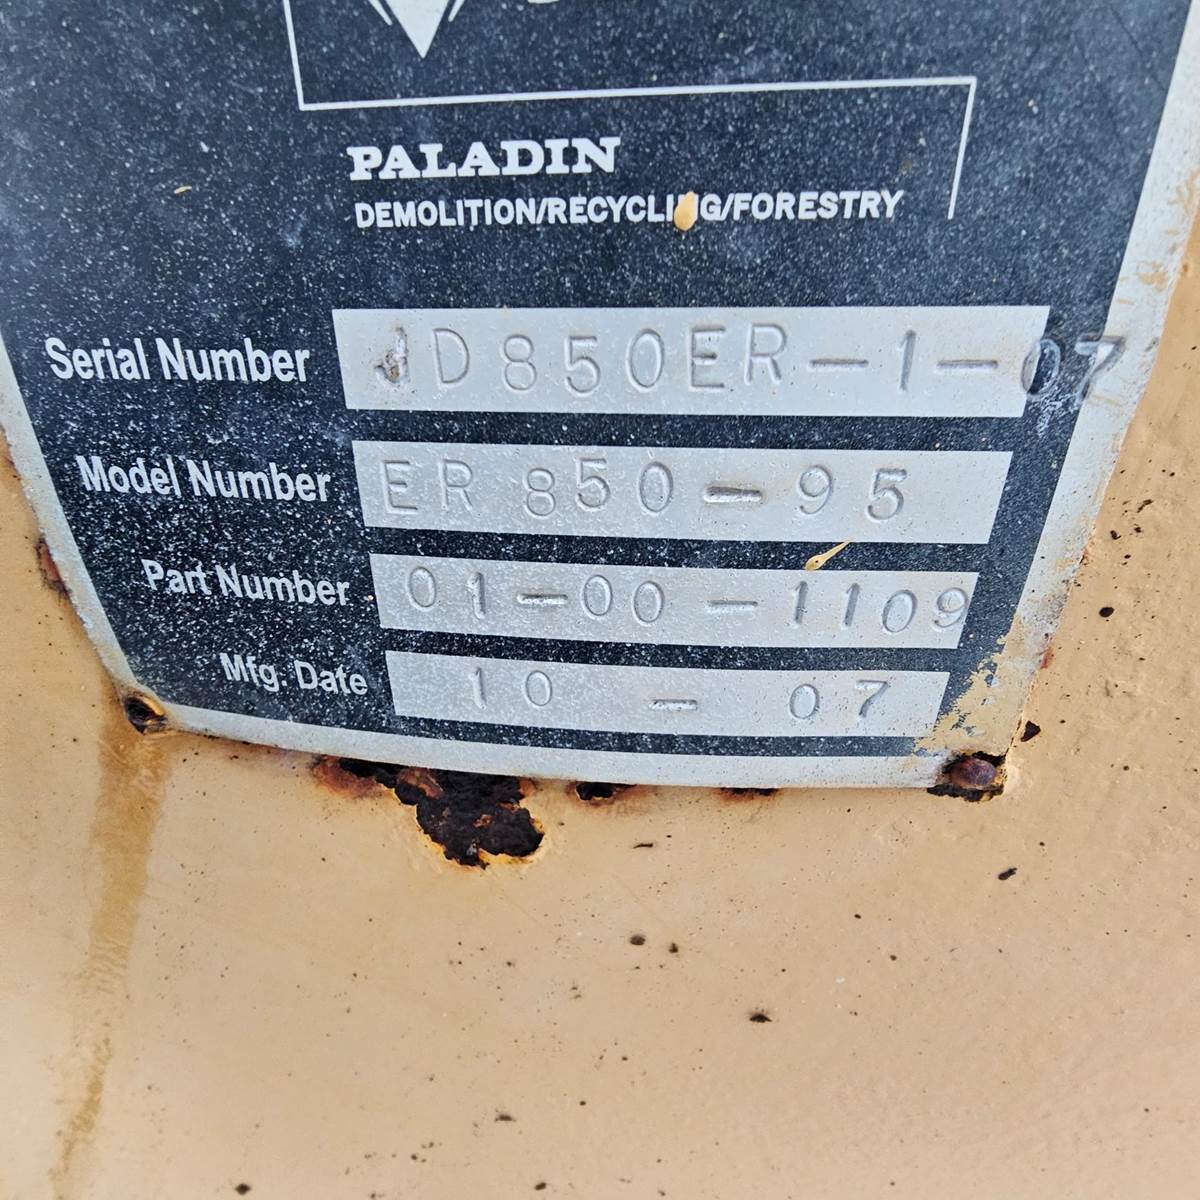 PALADIN
DEMOLITION/RECYCLING/FORESTRY
Serial Number JD850ER-1-07
Model Number ER 850-95
Part Number 01-00-1109
Mfg. Date 10-07